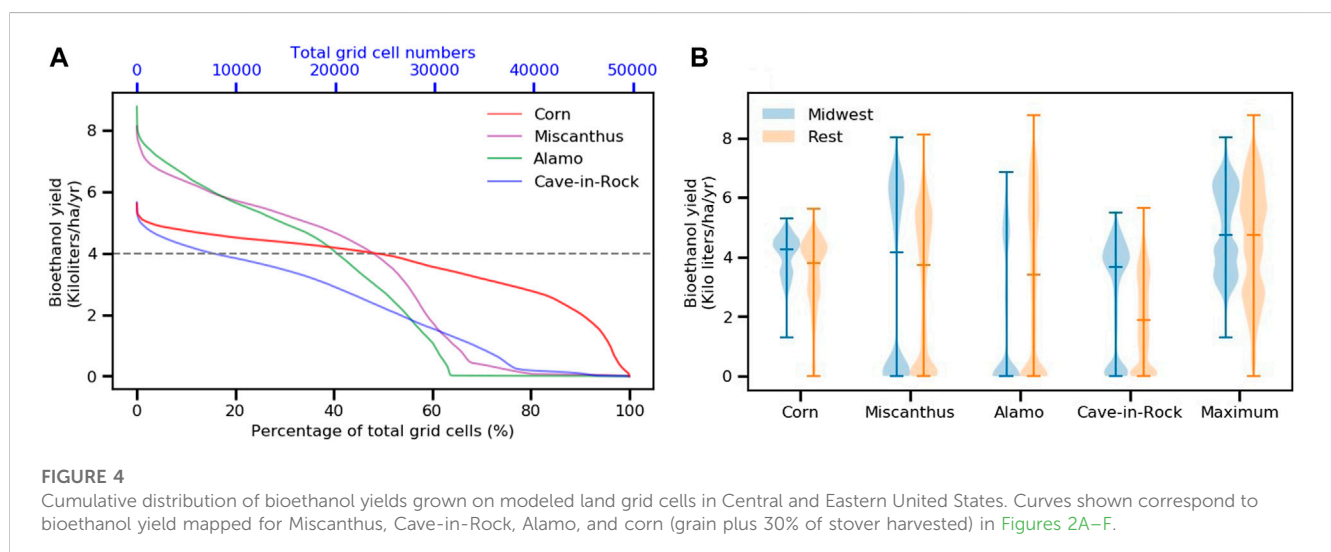 A
Total grid cell numbers
0 10000 20000 30000 40000 50000
Bioethanol yield
(Kiloliters/ha/yr)
8
6
4
2
0
Corn
Miscanthus
Alamo
Cave-in-Rock
0 20 40 60 80 100
Percentage of total grid cells (%)
B
Bioethanol yield
(Kilo liters/ha/yr)
8
6
4
2
0
Midwest
Rest
Corn Miscanthus Alamo Cave-in-Rock Maximum
FIGURE 4
Cumulative distribution of bioethanol yields grown on modeled land grid cells in Central and Eastern United States. Curves shown correspond to
bioethanol yield mapped for Miscanthus, Cave-in-Rock, Alamo, and corn (grain plus 30% of stover harvested) in Figures 2A–F.